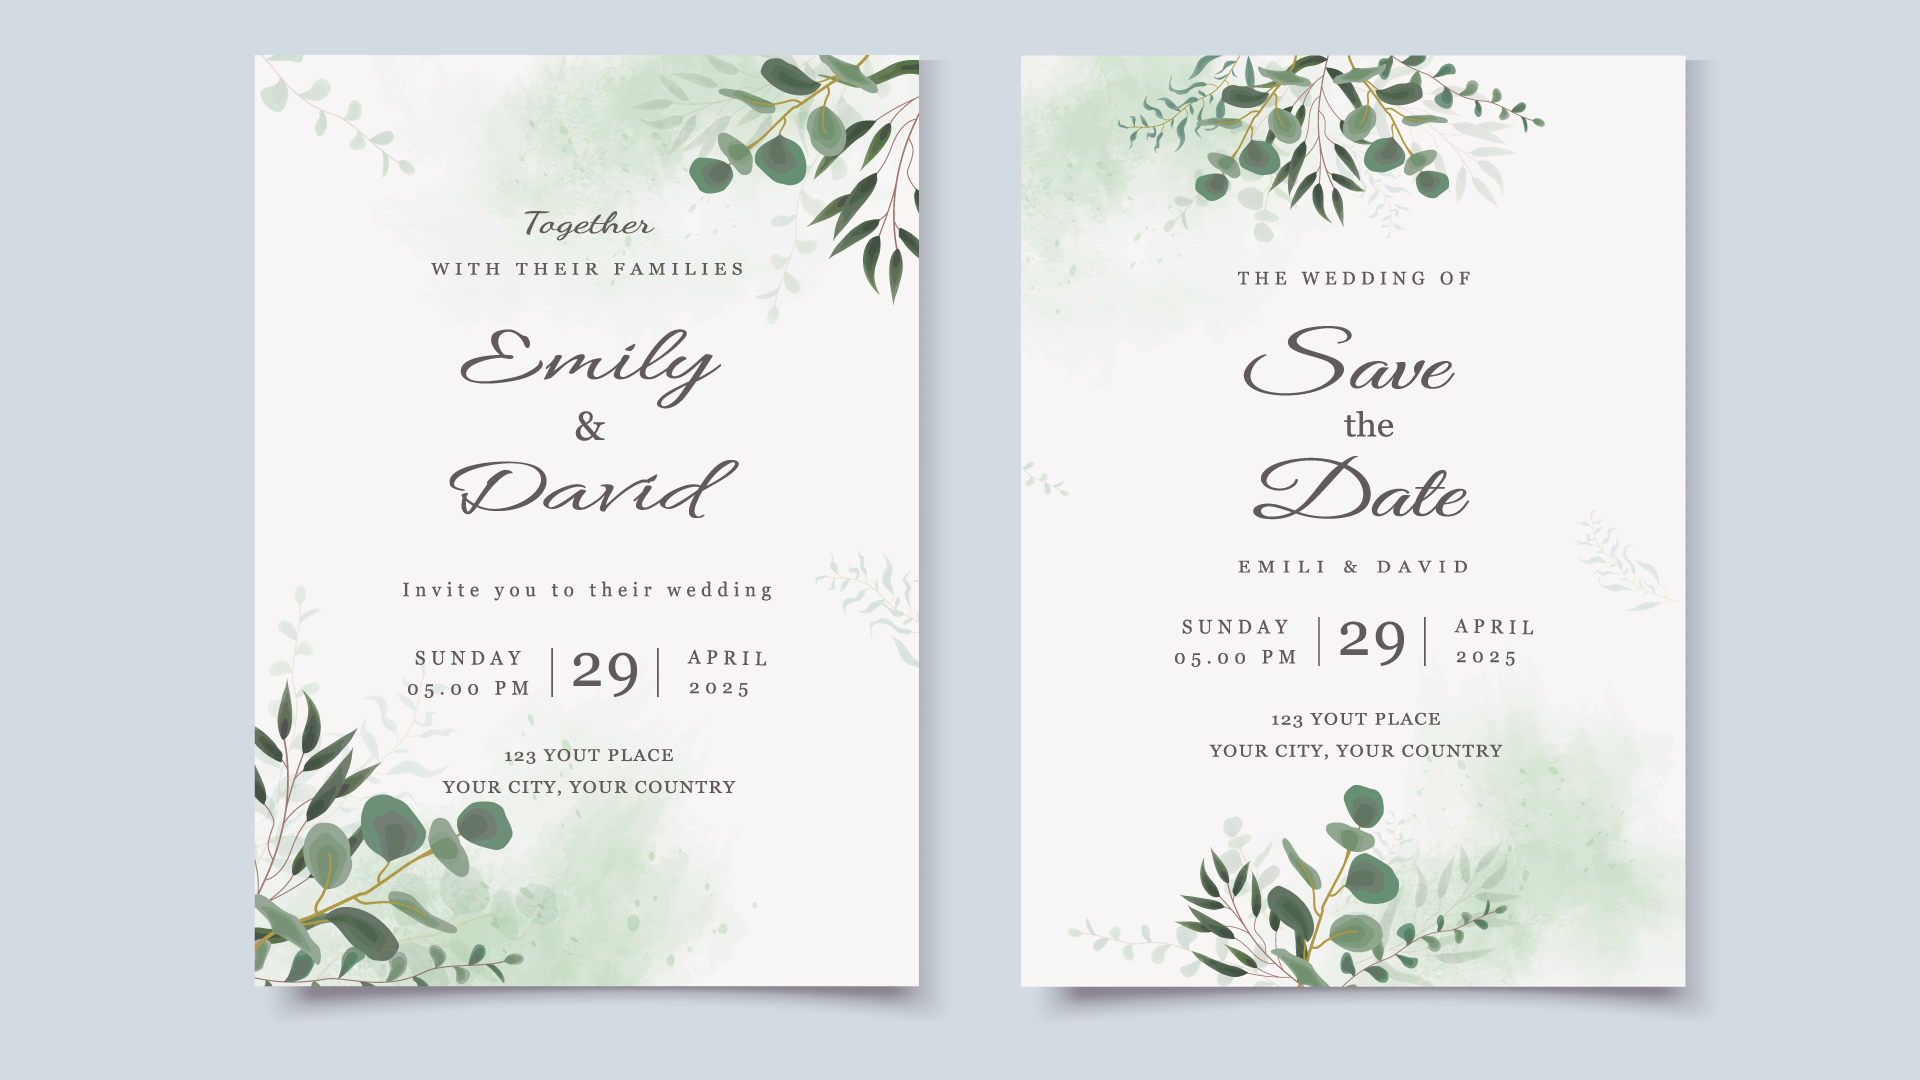 Together
WITH THEIR FAMILIES
Emily
&
David
Invite you to their wedding
SUNDAY
05.00 PM
29
APRIL
2025
123 YOUT PLACE
YOUR CITY, YOUR COUNTRY
THE WEDDING OF
Save
the
Date
EMILI & DAVID
SUNDAY
05.00 PM
29
APRIL
2025
123 YOUT PLACE
YOUR CITY, YOUR COUNTRY